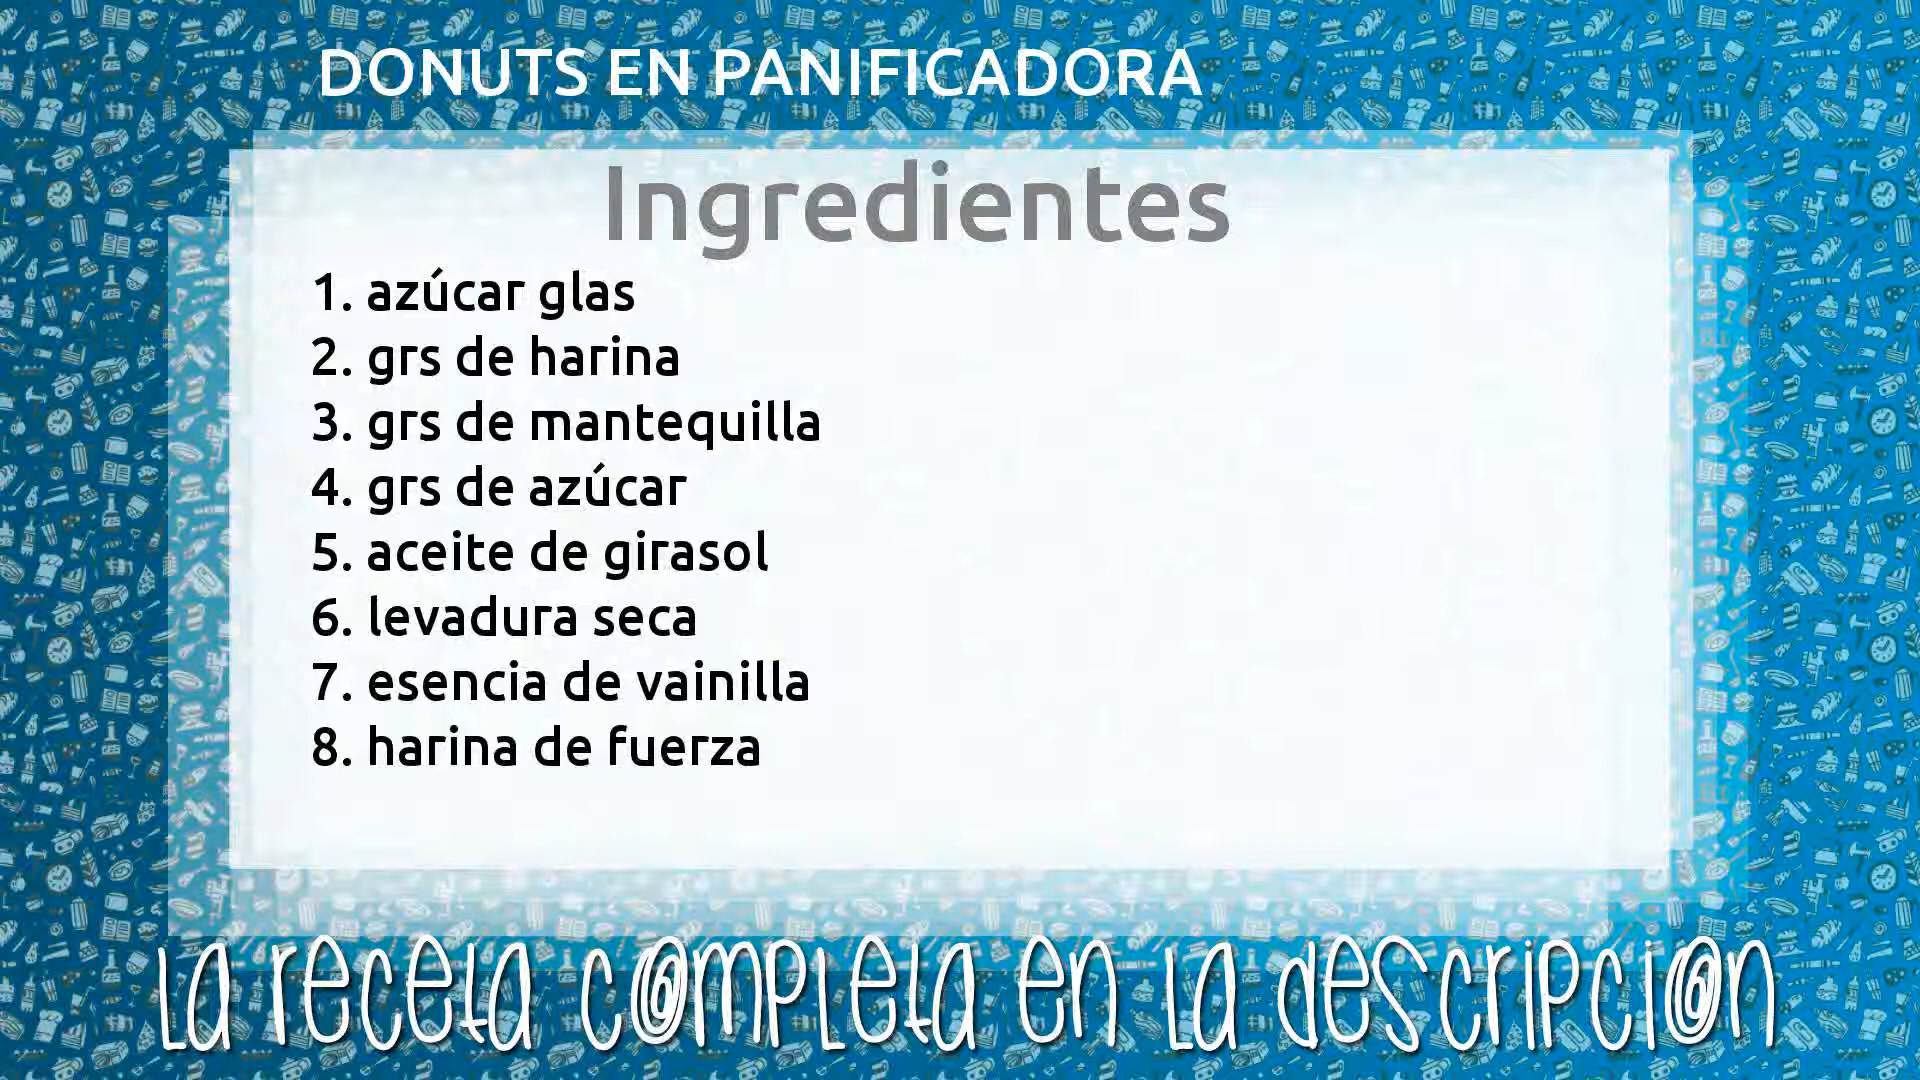 DONUTS EN PANIFICADORA
Ingredientes
1. azúcar glas
2. grs de harina
3. grs de mantequilla
4. grs de azúcar
5. aceite de girasol
6. levadura seca
7. esencia de vainilla
8. harina de fuerza
La receta completa en la descripción